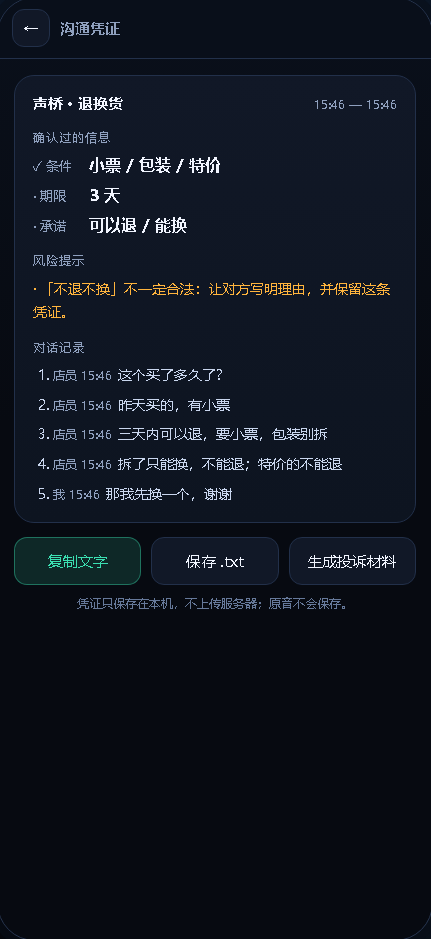 ← 沟通凭证
声桥 · 退换货 15:46 — 15:46
确认过的信息
✓ 条件 小票 / 包装 / 特价
· 期限 3 天
· 承诺 可以退 / 能换
风险提示
· 「不退不换」不一定合法：让对方写明理由，并保留这条
凭证。
对话记录
1. 店员 15:46 这个买了多久了?
2. 店员 15:46 昨天买的，有小票
3. 店员 15:46 三天内可以退，要小票，包装别拆
4. 店员 15:46 拆了只能换，不能退；特价的不能退
5. 我 15:46 那我先换一个，谢谢
复制文字 保存 .txt 生成投诉材料
凭证只保存在本机，不上传服务器；原音不会保存。